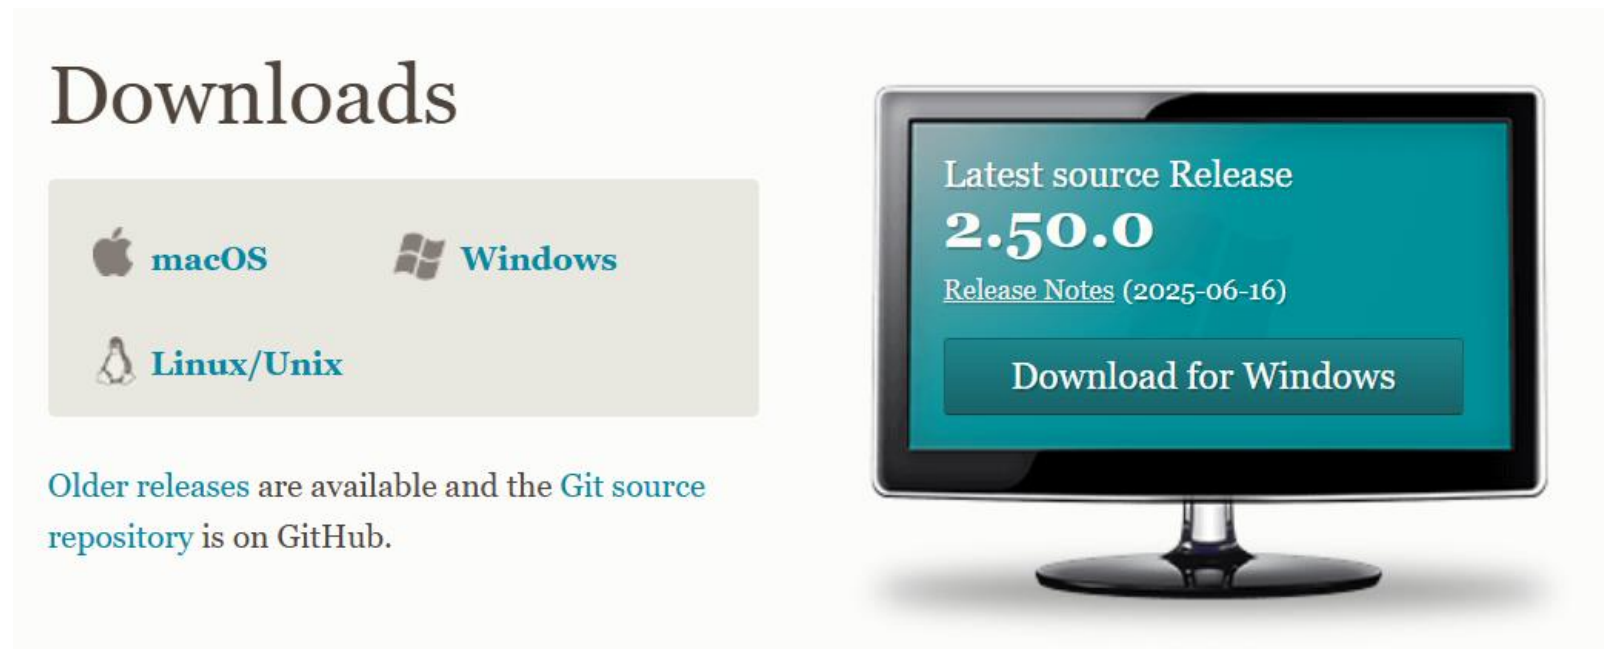 Downloads
macOS
Windows
Linux/Unix
Older releases are available and the Git source
repository is on GitHub.
Latest source Release
2.50.0
Release Notes (2025-06-16)
Download for Windows